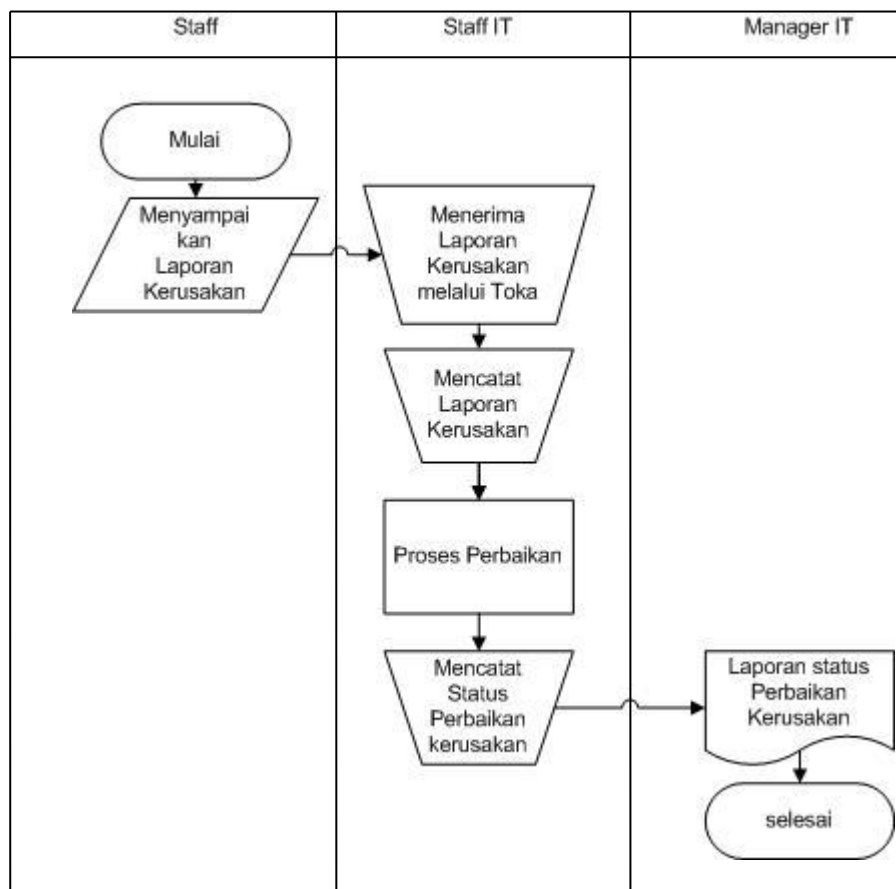 Staff
Staff IT
Manager IT
Mulai
Menyampai
kan
Laporan
Kerusakan
Menerima
Laporan
Kerusakan
melalui Toka
Mencatat
Laporan
Kerusakan
Proses Perbaikan
Mencatat
Status
Perbaikan
kerusakan
Laporan status
Perbaikan
Kerusakan
selesai